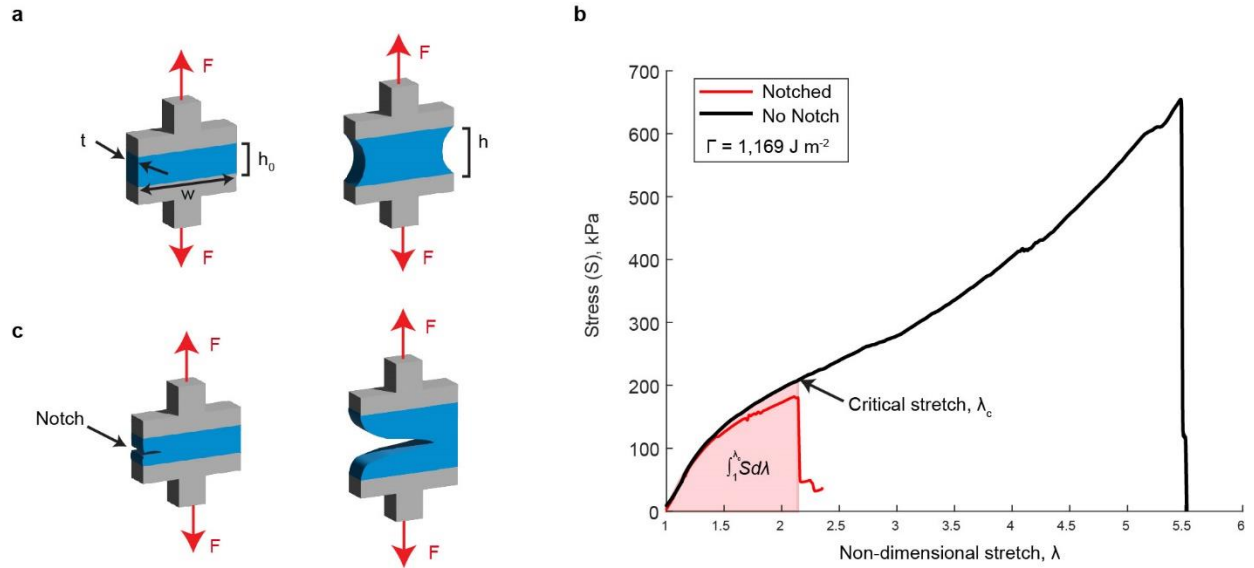 a
F
F
t
w
h₀
h
F
F
c
Notch
F
F
F
F
b
Notched
No Notch
Γ = 1,169 J m⁻²
Stress (S), kPa
700
600
500
400
300
200
100
0
Critical stretch, λc
∫₁^λc Sdλ
1 1.5 2 2.5 3 3.5 4 4.5 5 5.5 6
Non-dimensional stretch, λ